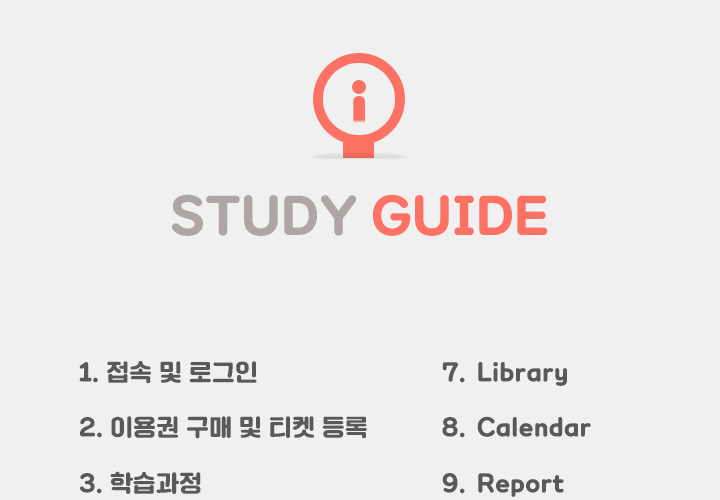 STUDY GUIDE
1. 접속 및 로그인
2. 이용권 구매 및 티켓 등록
3. 학습과정
7. Library
8. Calendar
9. Report